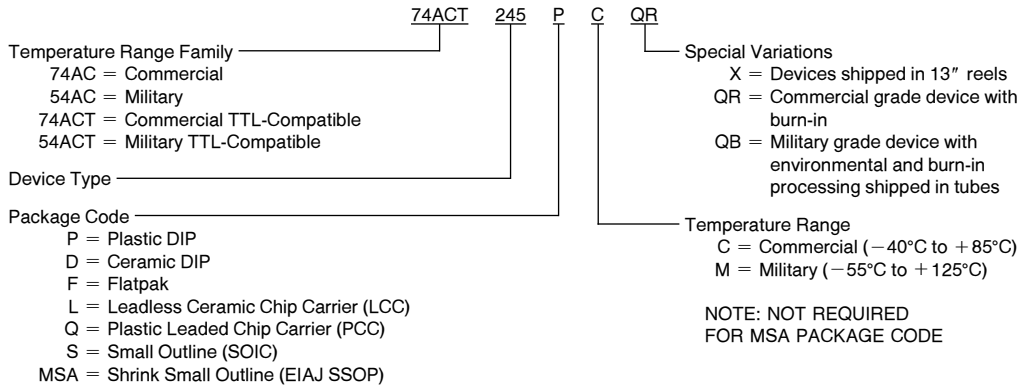 74ACT 245 P C QR
Temperature Range Family
74AC = Commercial
54AC = Military
74ACT = Commercial TTL-Compatible
54ACT = Military TTL-Compatible
Device Type
Package Code
P = Plastic DIP
D = Ceramic DIP
F = Flatpak
L = Leadless Ceramic Chip Carrier (LCC)
Q = Plastic Leaded Chip Carrier (PCC)
S = Small Outline (SOIC)
MSA = Shrink Small Outline (EIAJ SSOP)
Special Variations
X = Devices shipped in 13″ reels
QR = Commercial grade device with
burn-in
QB = Military grade device with
environmental and burn-in
processing shipped in tubes
Temperature Range
C = Commercial (−40°C to +85°C)
M = Military (−55°C to +125°C)
NOTE: NOT REQUIRED
FOR MSA PACKAGE CODE